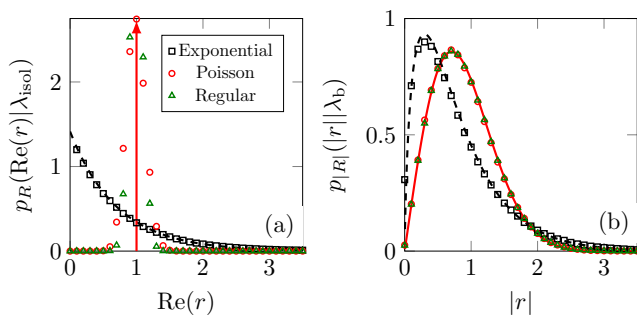 2
1
0
0
1
2
3
Re(r)
p_R(Re(r)|λ_isol)
Exponential
Poisson
Regular
(a)
1
0.5
0
0
1
2
3
|r|
p_|R|(|r||λ_b)
(b)